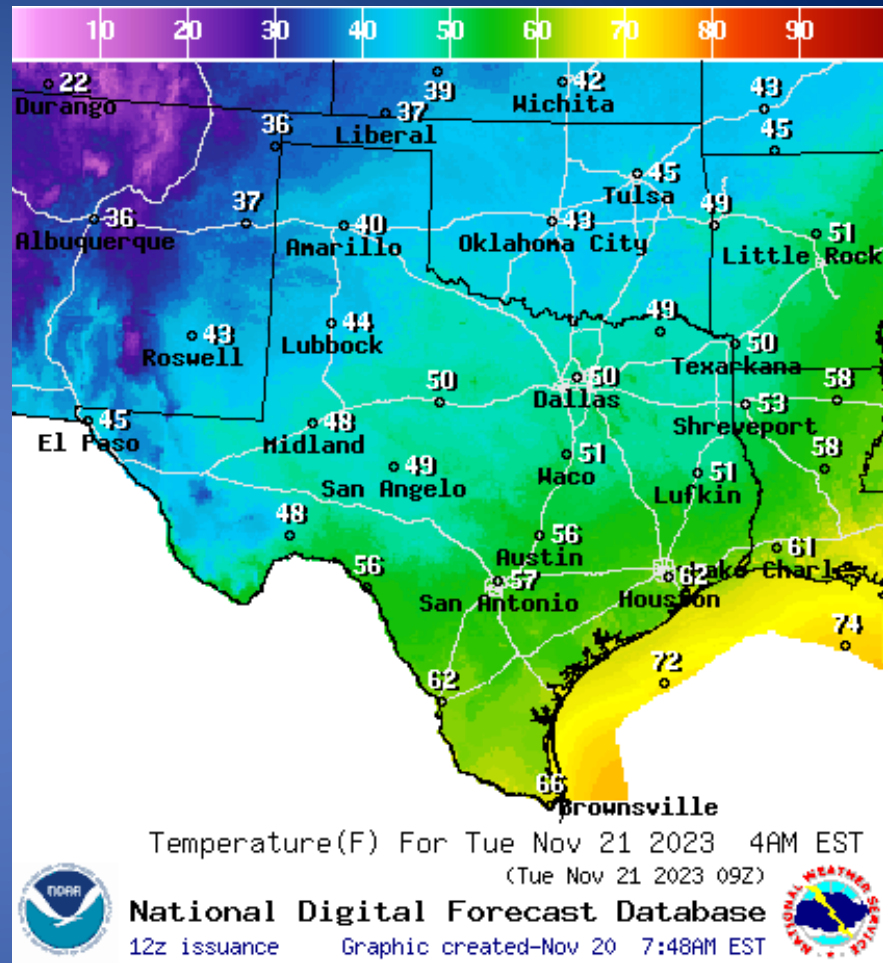 10 20 30 40 50 60 70 80 90
22
Durango
39
42
Wichita
43
37
Liberal
36
45
45
Tulsa
36
Albuquerque
37
40
Amarillo
43
Oklahoma City
49
51
Little Rock
43
Roswell
44
Lubbock
49
50
Texarkana
50
50
Dallas
58
53
Shreveport
45
El Paso
48
Midland
49
San Angelo
51
Waco
51
Lufkin
58
48
56
Austin
61
Lake Charles
56
57
San Antonio
62
Houston
74
72
62
66
Brownsville
Temperature(F) For Tue Nov 21 2023 4AM EST
(Tue Nov 21 2023 09Z)
National Digital Forecast Database
12z issuance Graphic created-Nov 20 7:48AM EST
NOAA
NATIONAL WEATHER SERVICE